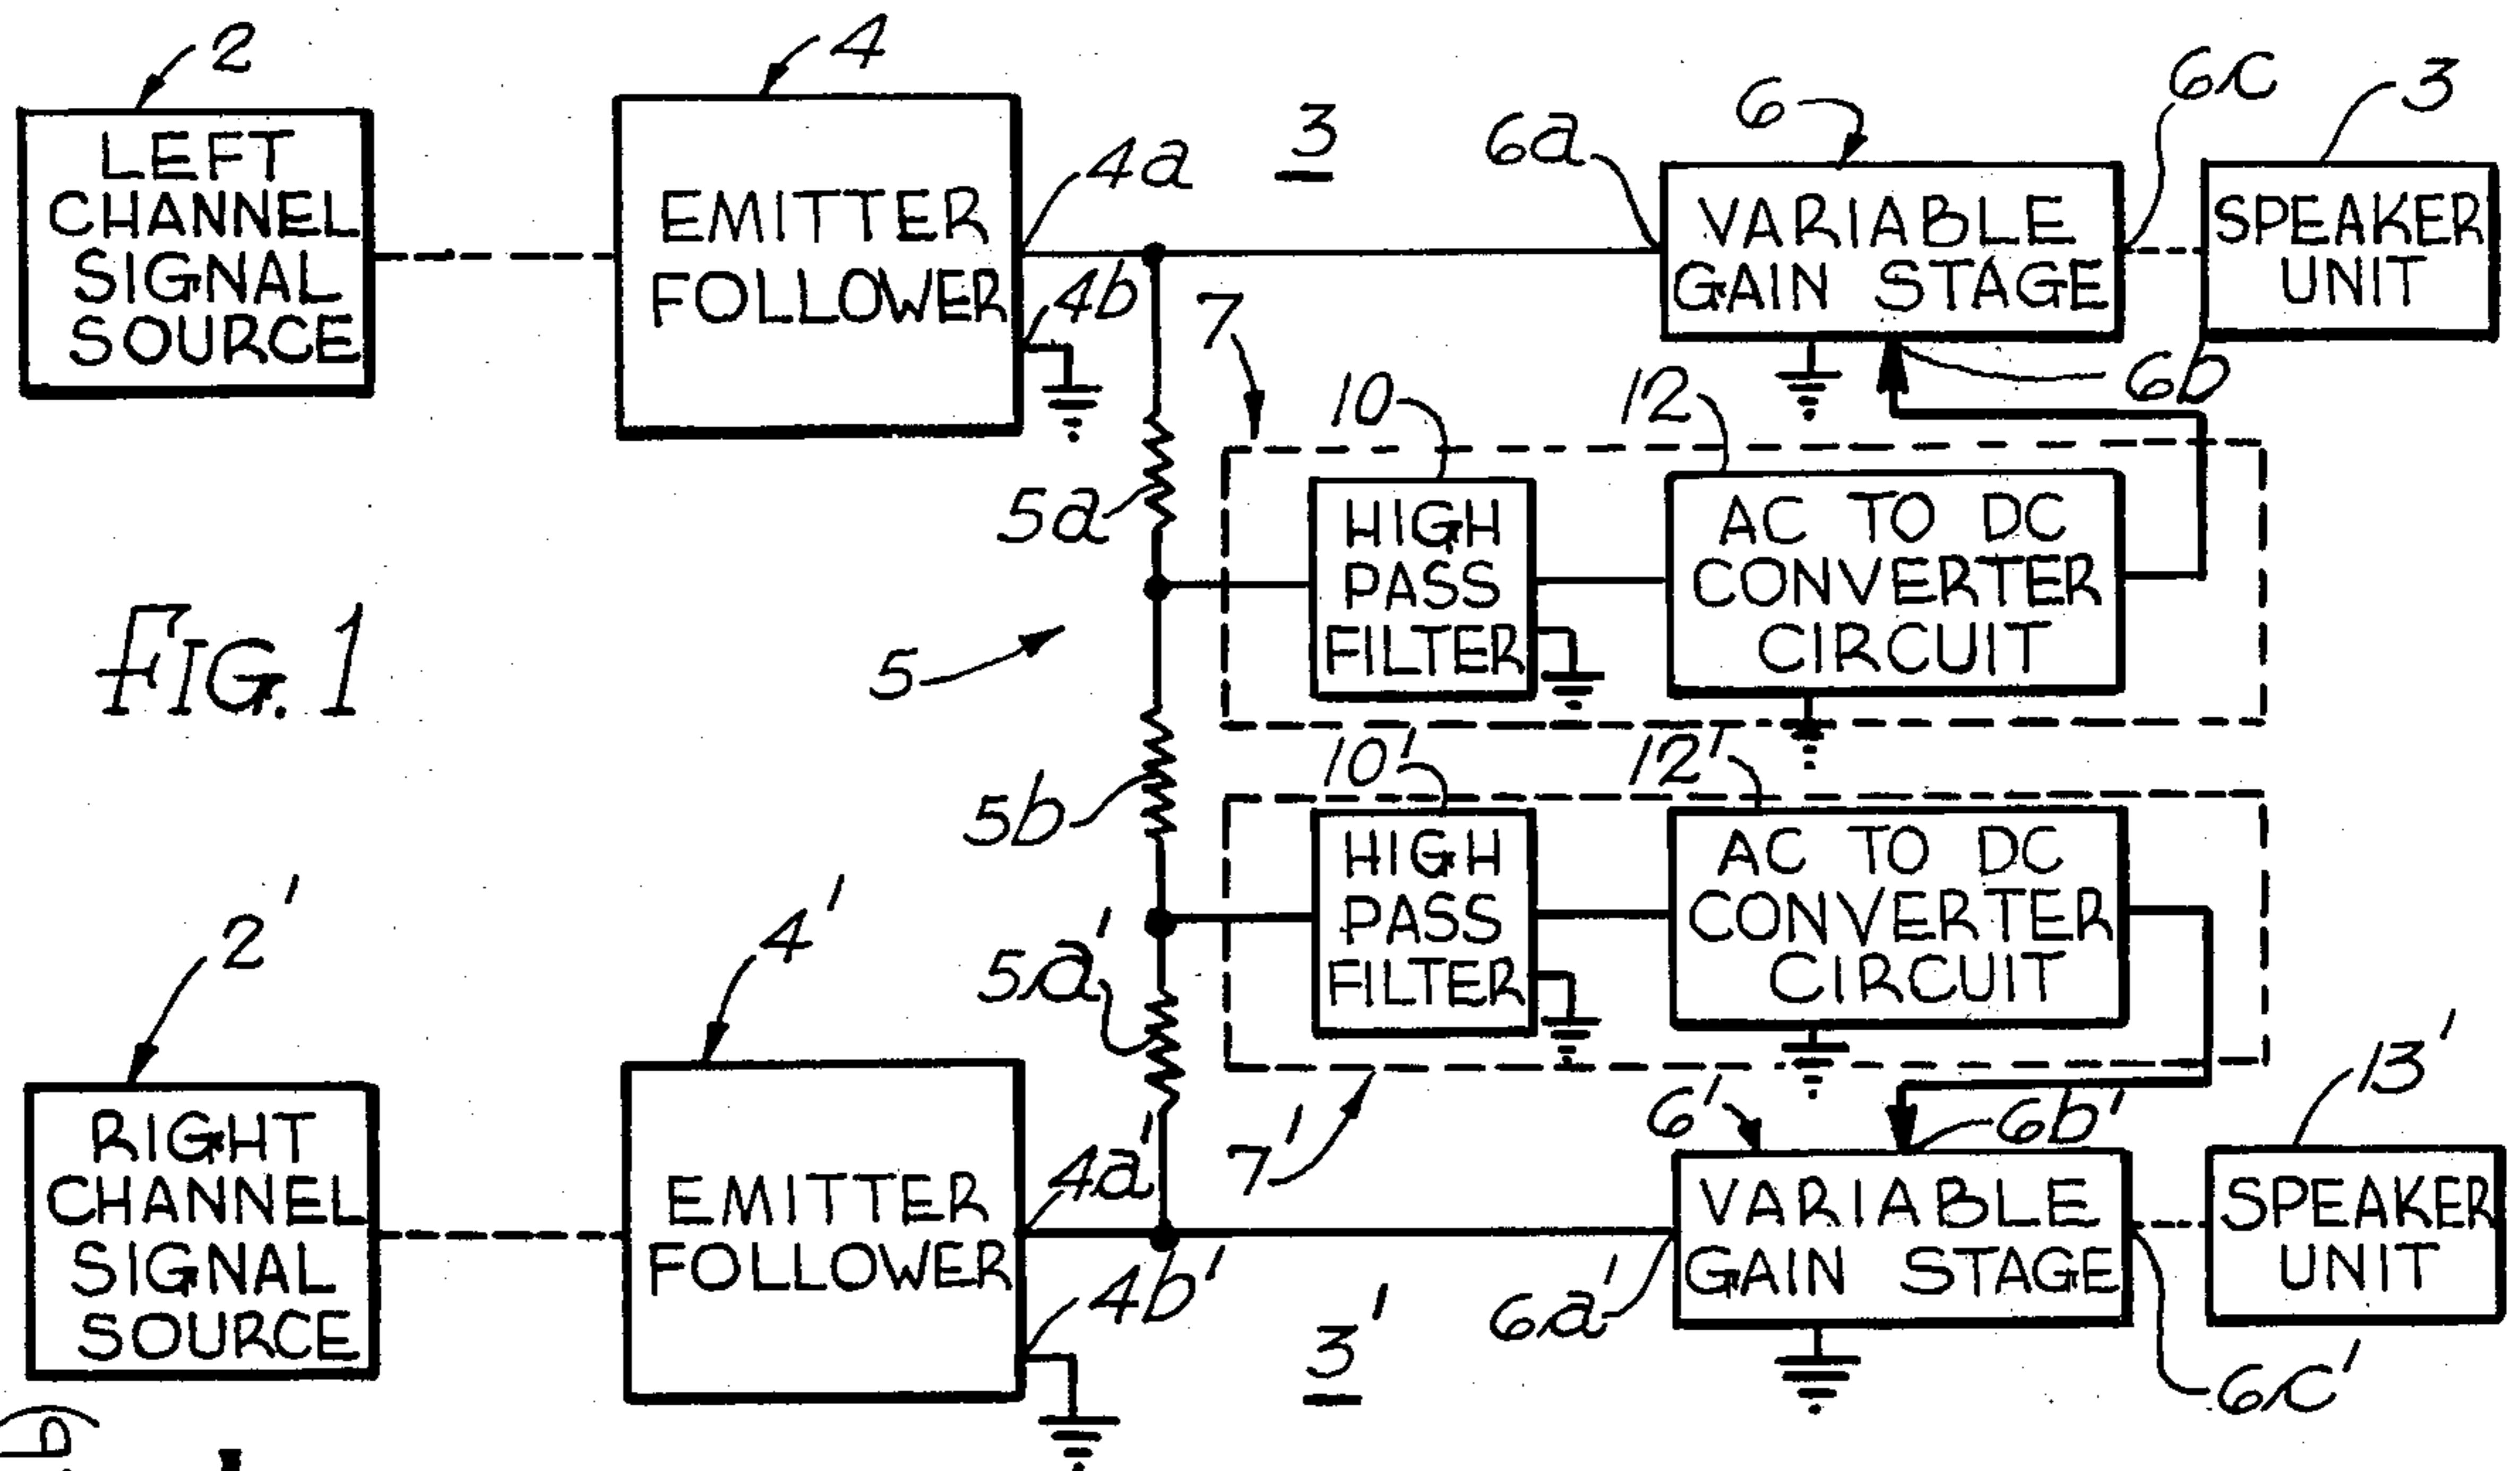 2
4
6
6c
3
LEFT
CHANNEL
SIGNAL
SOURCE
EMITTER
FOLLOWER
4a
4b
3
6a
VARIABLE
GAIN STAGE
SPEAKER
UNIT
6b
7
10
12
5a
HIGH
PASS
FILTER
AC TO DC
CONVERTER
CIRCUIT
FIG. 1
5
5b
10'
12'
HIGH
PASS
FILTER
AC TO DC
CONVERTER
CIRCUIT
2'
4'
5a'
7'
6'
6b'
13'
RIGHT
CHANNEL
SIGNAL
SOURCE
EMITTER
FOLLOWER
4a'
4b'
3'
6a'
VARIABLE
GAIN STAGE
SPEAKER
UNIT
6c'